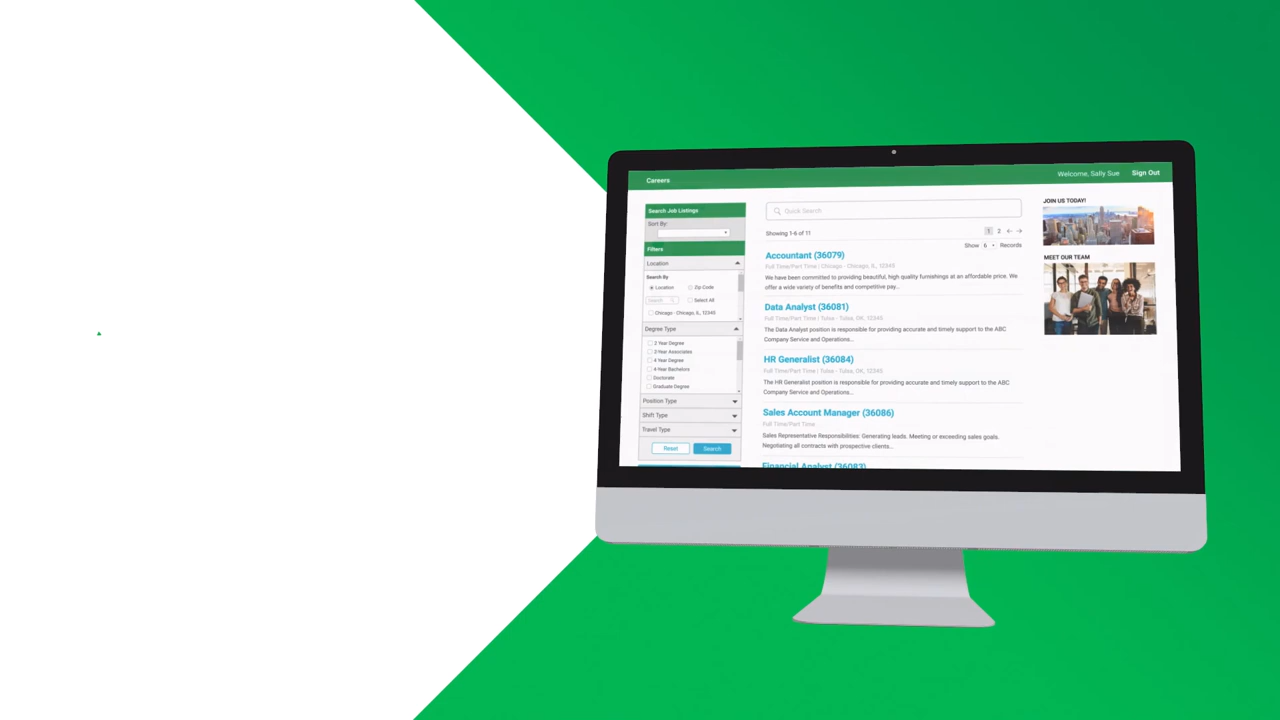 Careers
Welcome, Sally Sue
Sign Out
Search Job Listings
Sort By:
Filters
Location
Search By
Location
Zip Code
Search
Select All
Chicago - Chicago, IL, 12345
Degree Type
2 Year Degree
2 Year Associates
4 Year Degree
4 Year Bachelors
Doctorate
Graduate Degree
Position Type
Shift Type
Travel Type
Reset
Search
Quick Search
Showing 1-6 of 11
1 2
Show 6 Records
Accountant (36079)
Full Time/Part Time | Chicago - Chicago, IL, 12345
We have been committed to providing beautiful, high quality furnishings at an affordable price. We
offer a wide variety of benefits and competitive pay...
Data Analyst (36081)
Full Time/Part Time | Tulsa - Tulsa, OK, 12345
The Data Analyst position is responsible for providing accurate and timely support to the ABC
Company Service and Operations...
HR Generalist (36084)
Full Time/Part Time | Tulsa - Tulsa, OK, 12345
The HR Generalist position is responsible for providing accurate and timely support to the ABC
Company Service and Operations...
Sales Account Manager (36086)
Full Time/Part Time
Sales Representative Responsibilities: Generating leads. Meeting or exceeding sales goals.
Negotiating all contracts with prospective clients...
Financial Analyst (36083)
JOIN US TODAY!
MEET OUR TEAM